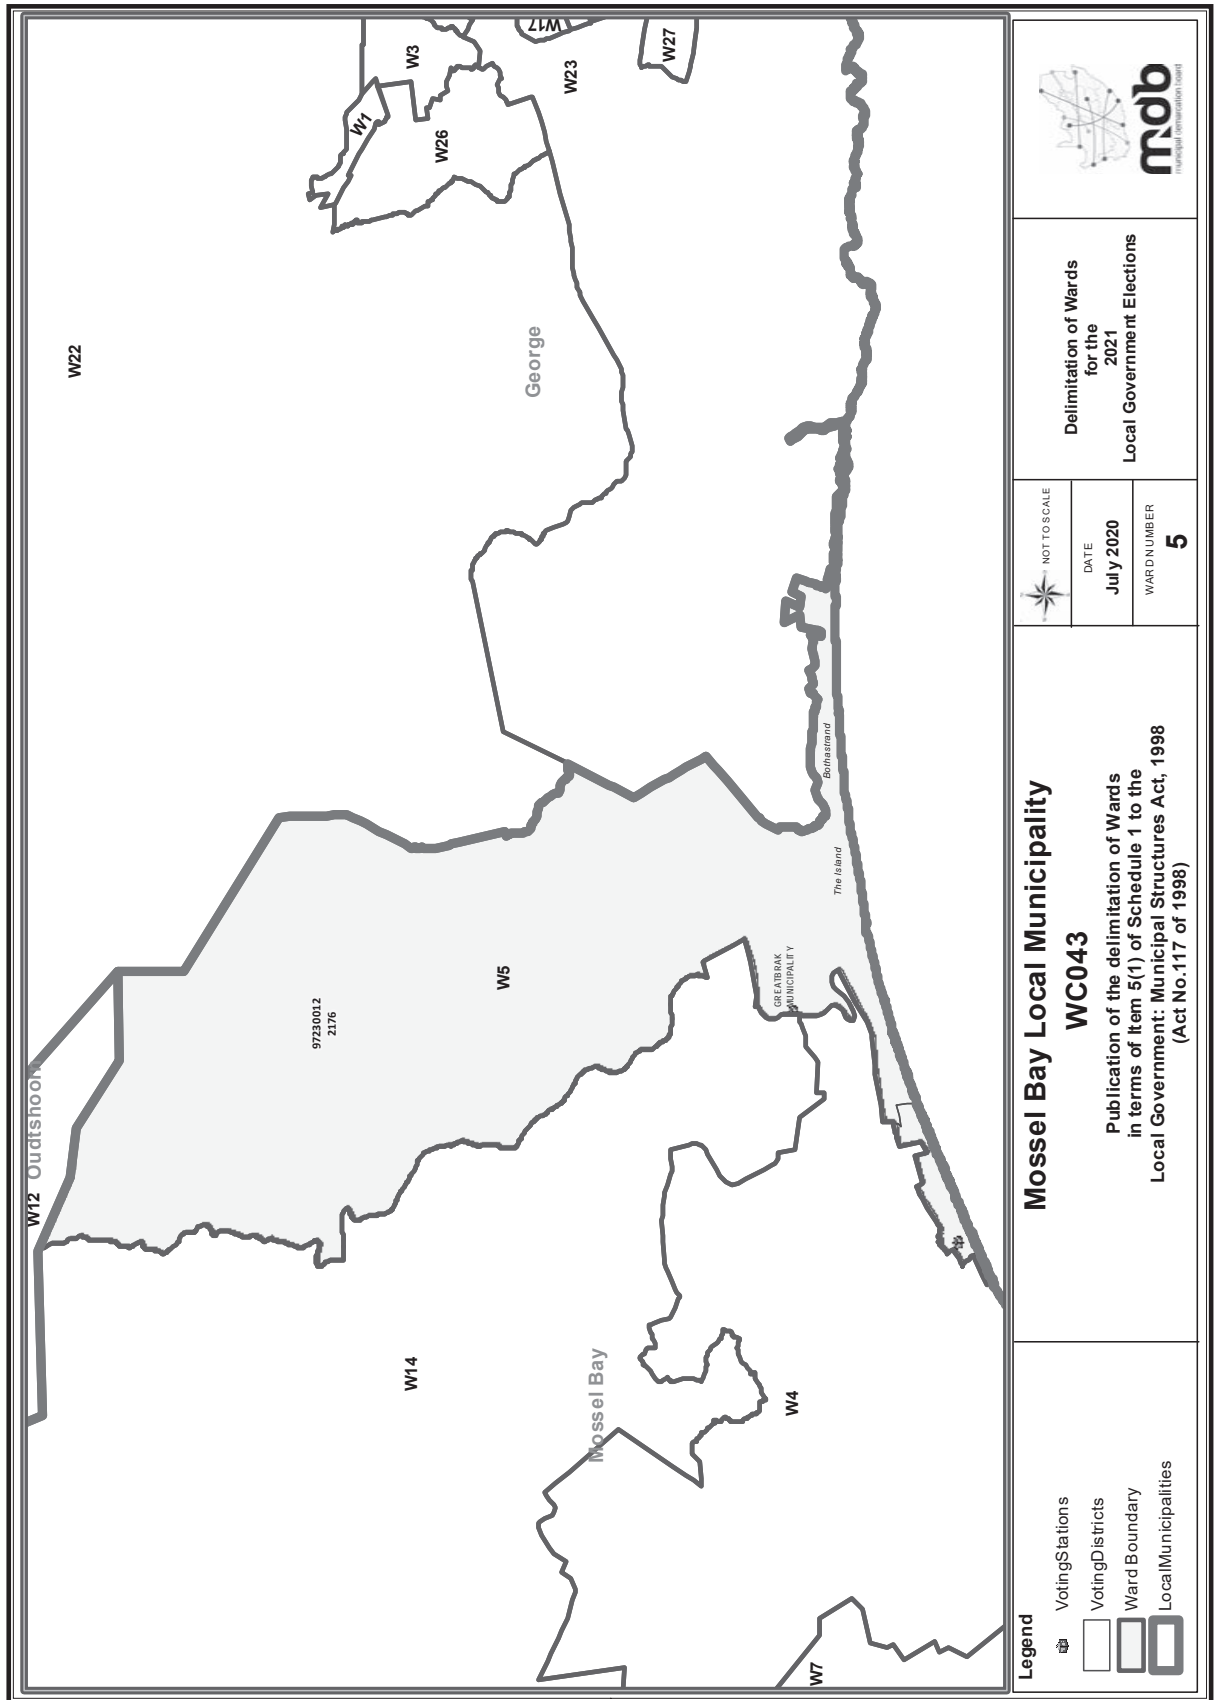 W12
Oudtshoorn
W22
W1
W3
W26
W17
W23
W27
George
97230012
2176
W5
W14
Mossel Bay
W4
W7
GREATBRAK
MUNICIPALITY
The Island
Bothastrand
Legend
VotingStations
VotingDistricts
Ward Boundary
LocalMunicipalities
Mossel Bay Local Municipality
WC043
Publication of the delimitation of Wards
in terms of Item 5(1) of Schedule 1 to the
Local Government: Municipal Structures Act, 1998
(Act No.117 of 1998)
NOT TO SCALE
DATE
July 2020
WARD NUMBER
5
Delimitation of Wards
for the
2021
Local Government Elections
mdb
municipal demarcation board